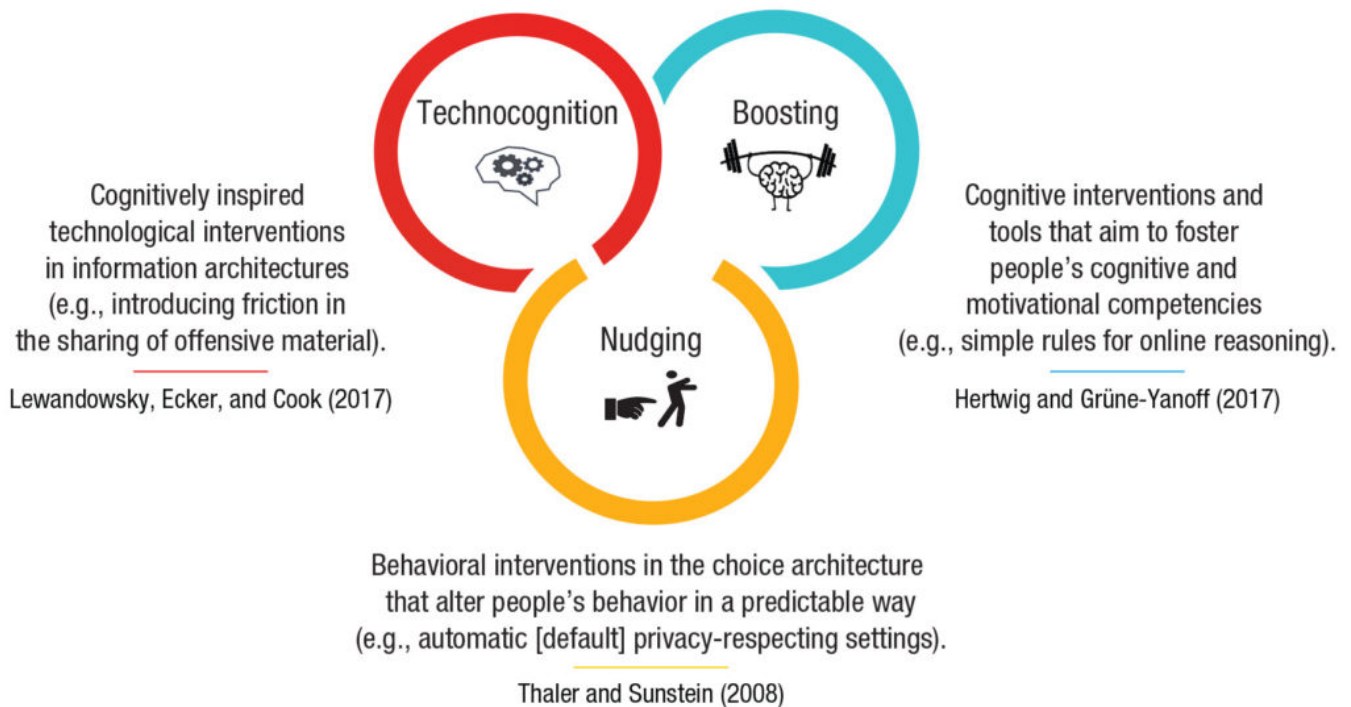 Technocognition
Boosting
Cognitively inspired
technological interventions
in information architectures
(e.g., introducing friction in
the sharing of offensive material).
Lewandowsky, Ecker, and Cook (2017)
Cognitive interventions and
tools that aim to foster
people’s cognitive and
motivational competencies
(e.g., simple rules for online reasoning).
Hertwig and Grüne-Yanoff (2017)
Nudging
Behavioral interventions in the choice architecture
that alter people’s behavior in a predictable way
(e.g., automatic [default] privacy-respecting settings).
Thaler and Sunstein (2008)